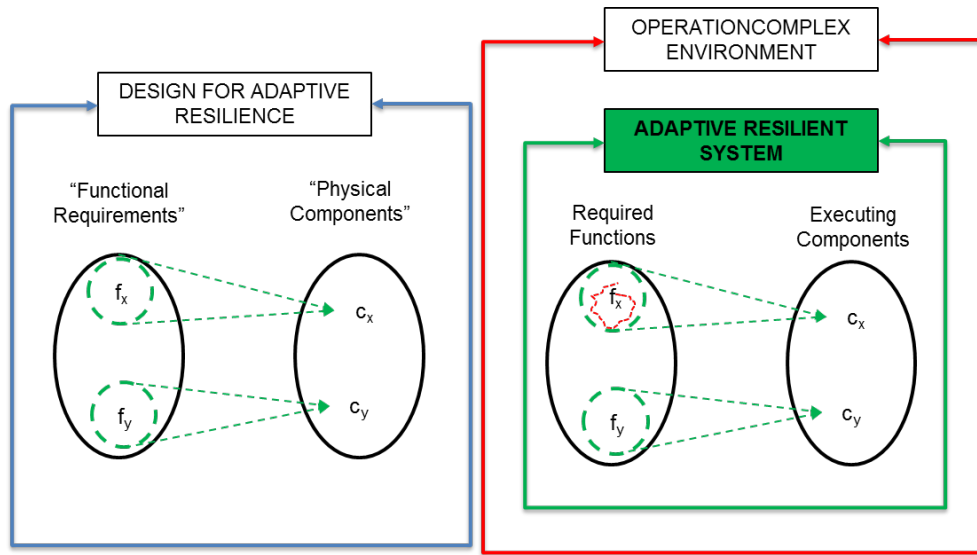 DESIGN FOR ADAPTIVE
RESILIENCE
“Functional
Requirements”
“Physical
Components”
fx
cx
fy
cy
OPERATIONCOMPLEX
ENVIRONMENT
ADAPTIVE RESILIENT
SYSTEM
Required
Functions
Executing
Components
fx
cx
fy
cy